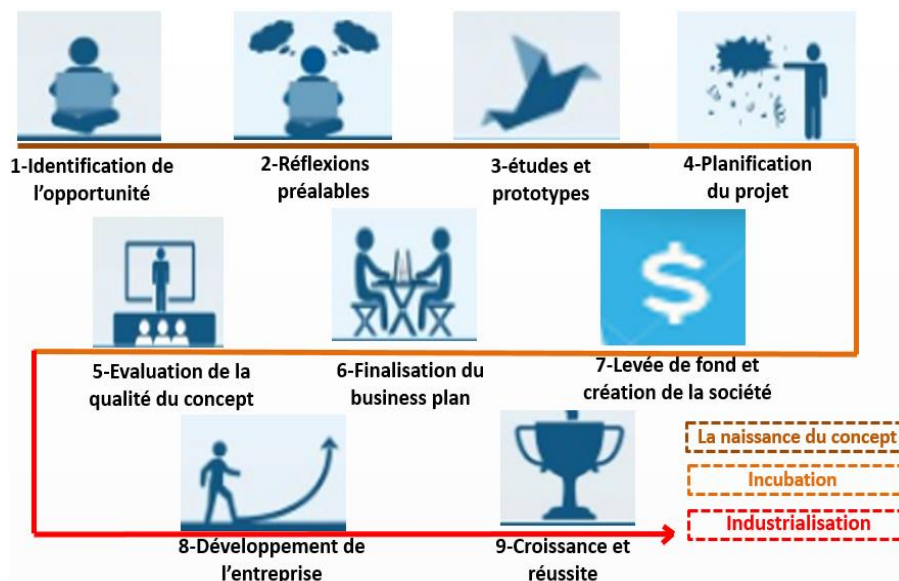 1-Identification de
l'opportunité
2-Réflexions
préalables
3-études et
prototypes
4-Planification
du projet
5-Evaluation de la
qualité du concept
6-Finalisation du
business plan
$
7-Levée de fond et
création de la société
8-Développement de
l'entreprise
9-Croissance et
réussite
La naissance du concept
Incubation
Industrialisation